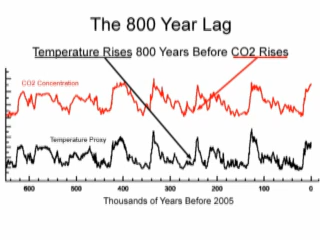 The 800 Year Lag
Temperature Rises 800 Years Before CO2 Rises
CO2 Concentration
Temperature Proxy
600 500 400 300 200 100 0
Thousands of Years Before 2005